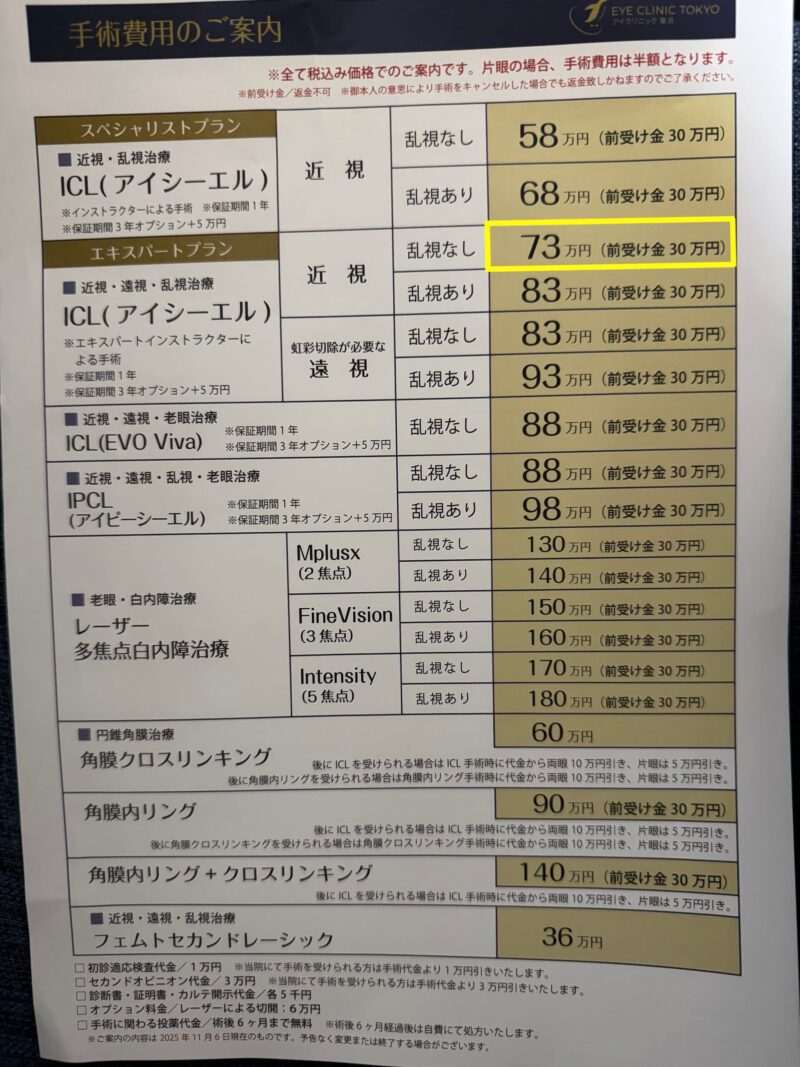 手術費用のご案内
EYE CLINIC TOKYO
アイクリニック東京
※全て税込み価格でのご案内です。片眼の場合、手術費用は半額となります。
※前受け金/返金不可 ※御本人の意思により手術をキャンセルした場合でも返金致しかねますのでご了承ください。
スペシャリストプラン
■ 近視・乱視治療
ICL(アイシーエル)
※インストラクターによる手術 ※保証期間1年
※保証期間3年オプション+5万円
近視
乱視なし
58万円(前受け金30万円)
乱視あり
68万円(前受け金30万円)
エキスパートプラン
■ 近視・遠視・乱視治療
ICL(アイシーエル)
※エキスパートインストラクターに
よる手術
※保証期間1年
※保証期間3年オプション+5万円
近視
乱視なし
73万円(前受け金30万円)
乱視あり
83万円(前受け金30万円)
虹彩切除が必要な
遠視
乱視なし
83万円(前受け金30万円)
乱視あり
93万円(前受け金30万円)
■ 近視・遠視・老眼治療
ICL(EVO Viva)
※保証期間1年
※保証期間3年オプション+5万円
乱視なし
88万円(前受け金30万円)
■ 近視・遠視・乱視・老眼治療
IPCL
(アイピーシーエル)
※保証期間1年
※保証期間3年オプション+5万円
乱視なし
88万円(前受け金30万円)
乱視あり
98万円(前受け金30万円)
■ 老眼・白内障治療
レーザー
多焦点白内障治療
Mplusx
(2焦点)
乱視なし
130万円(前受け金30万円)
乱視あり
140万円(前受け金30万円)
FineVision
(3焦点)
乱視なし
150万円(前受け金30万円)
乱視あり
160万円(前受け金30万円)
Intensity
(5焦点)
乱視なし
170万円(前受け金30万円)
乱視あり
180万円(前受け金30万円)
■ 円錐角膜治療
角膜クロスリンキング
60万円
後にICLを受けられる場合はICL手術時に代金から両眼10万円引き、片眼は5万円引き。
後に角膜内リングを受けられる場合は角膜内リング手術時に代金から両眼10万円引き、片眼は5万円引き。
角膜内リング
90万円(前受け金30万円)
後にICLを受けられる場合はICL手術時に代金から両眼10万円引き、片眼は5万円引き。
後に角膜クロスリンキングを受けられる場合は角膜クロスリンキング手術時に代金から両眼10万円引き、片眼は5万円引き。
角膜内リング+クロスリンキング
140万円(前受け金30万円)
後にICLを受けられる場合はICL手術時に代金から両眼10万円引き、片眼は5万円引き。
■ 近視・遠視・乱視治療
フェムトセカンドレーシック
36万円
□ 初診適応検査代金/1万円 ※当院にて手術を受けられる方は手術代金より1万円引きいたします。
□ セカンドオピニオン代金/3万円 ※当院にて手術を受けられる方は手術代金より3万円引きいたします。
□ 診断書・証明書・カルテ開示代金/各5千円
□ オプション料金/レーザーによる切開:6万円
□ 手術に関わる投薬代金/術後6ヶ月まで無料 ※術後6ヶ月経過後は自費にて処方いたします。
※ご案内の内容は2025年11月6日現在のものです。予告なく変更または終了する場合がございます。